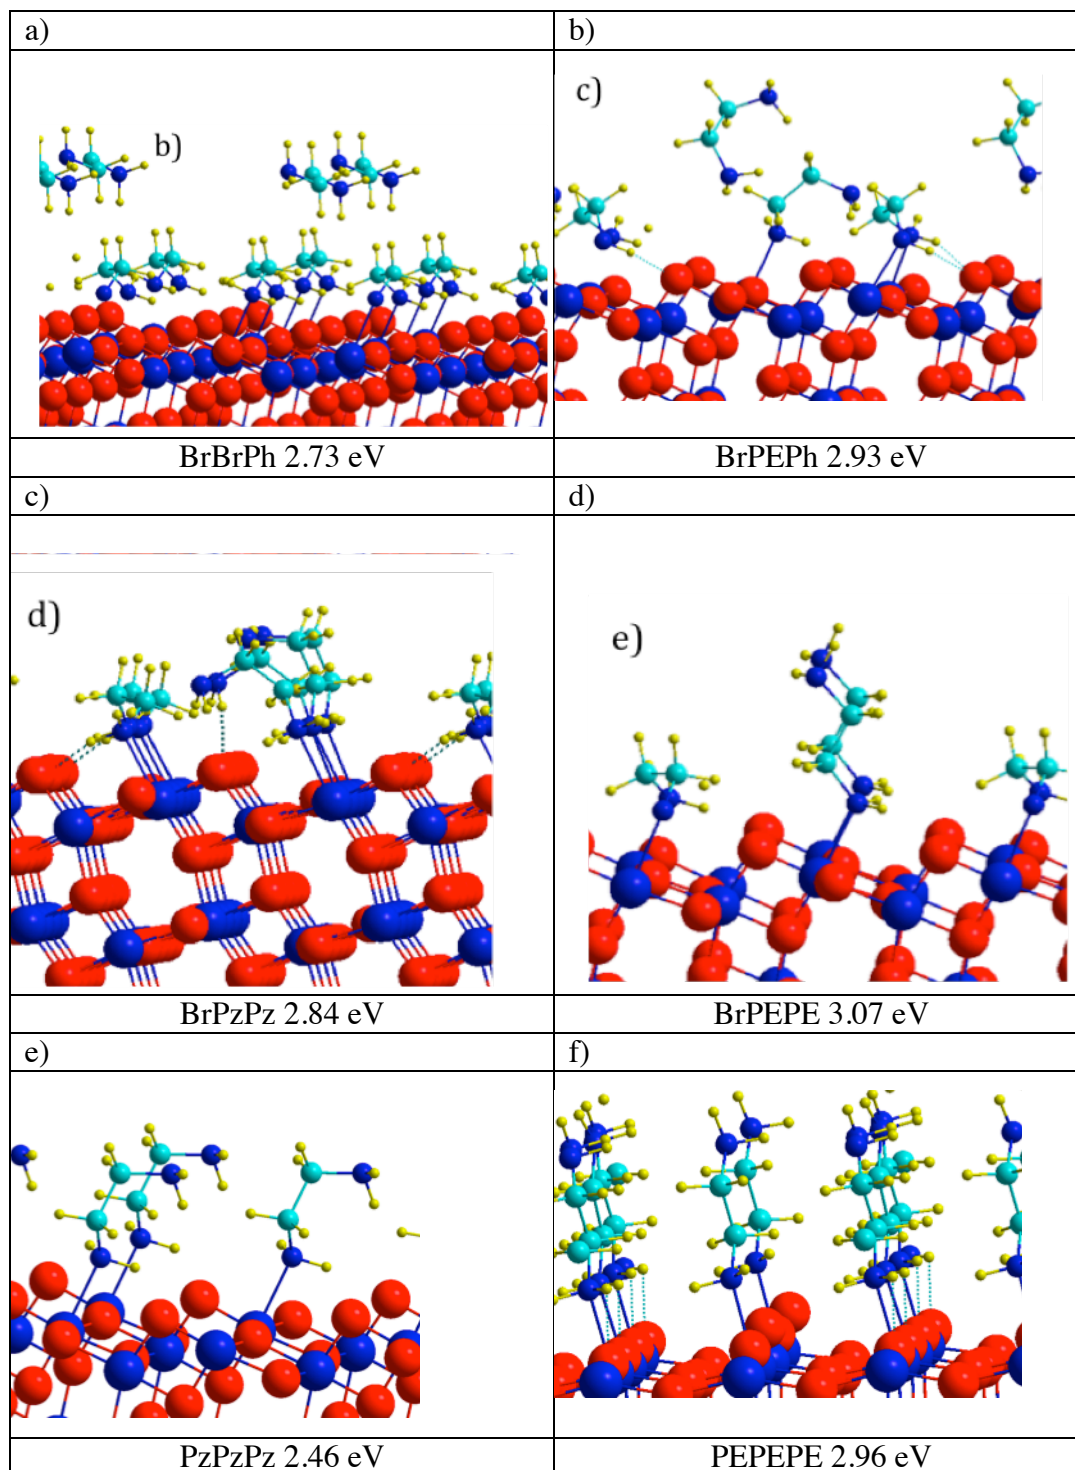 a)
b)
b)
c)
BrBrPh 2.73 eV
BrPEPh 2.93 eV
c)
d)
d)
e)
BrPzPz 2.84 eV
BrPEPE 3.07 eV
e)
f)
PzPzPz 2.46 eV
PEPEPE 2.96 eV